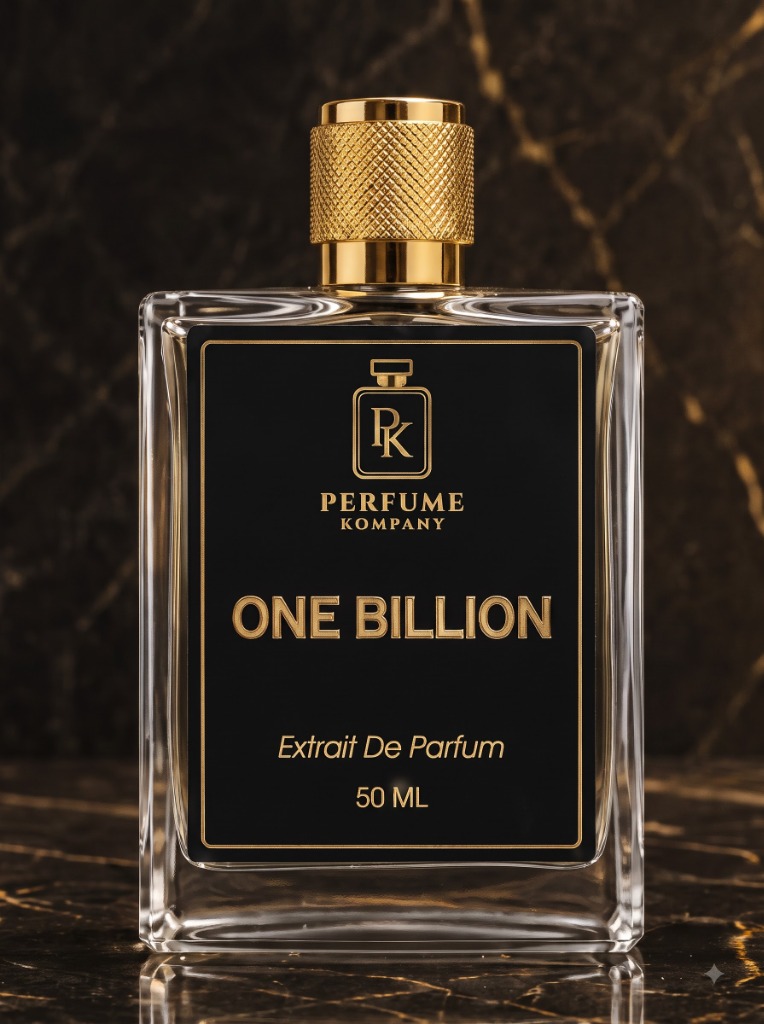 PK
PERFUME
KOMPANY
ONE BILLION
Extrait De Parfum
50 ML